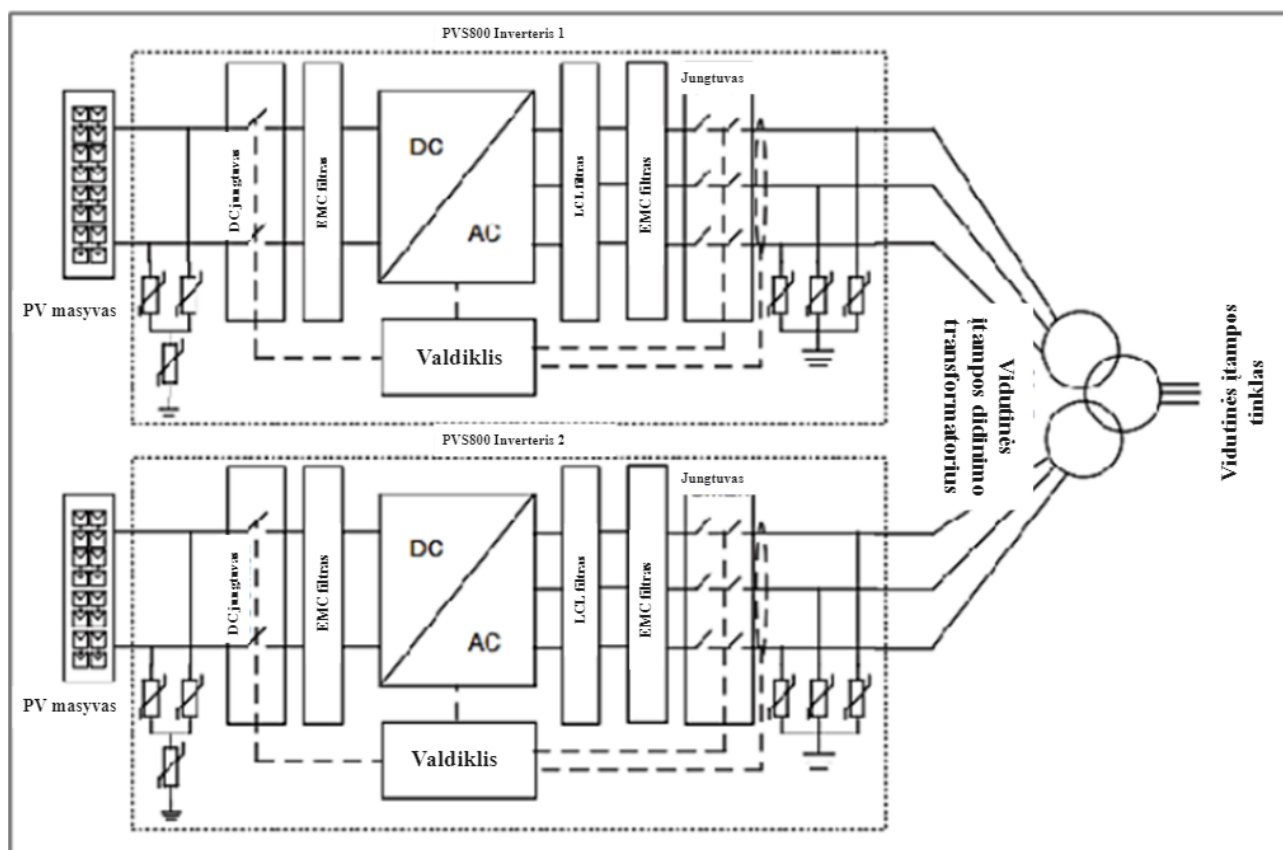 PVS800 Inverteris 1
Jungtuvas
DC jungtuvas
EMC filtras
DC
AC
LCL filtras
EMC filtras
PV masyvas
Valdiklis
PVS800 Inverteris 2
Jungtuvas
DC jungtuvas
EMC filtras
DC
AC
LCL filtras
EMC filtras
PV masyvas
Valdiklis
Vidutinės
įtampos didinimo
transformatorius
Vidutinės įtampos
tinklas